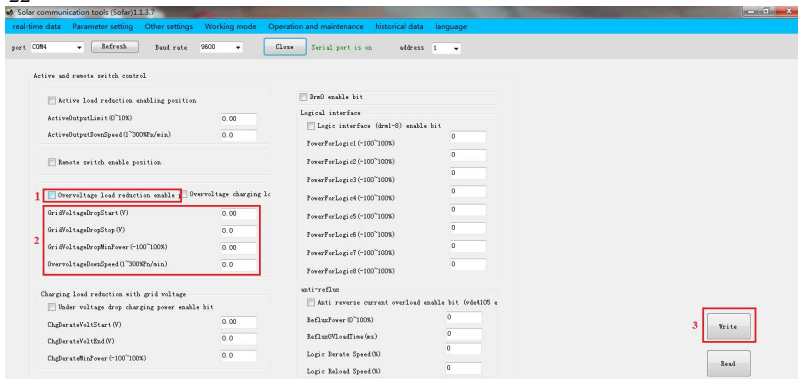 Solar communication tools (Sofar)1.1.3.7
real-time data Parameter setting Other settings Working mode Operation and maintenance historical data language
port COM4 Refresh Baud rate 9600 Close Serial port is on address 1
Active and remote switch control
Active load reduction enabling position
ActiveOutputLimit(0~10%) 0.00
ActiveOutputDownSpeed(1~300%Pn/min) 0.0
Remote switch enable position
1 Overvoltage load reduction enable Overvoltage charging
2
GridVoltageDropStart(V) 0.00
GridVoltageDropStop(V) 0.0
GridVoltageDropMinPower(-100~100%) 0.00
OvervoltageDownSpeed(1~300%Pn/min) 0.0
Charging load reduction with grid voltage
Under voltage drop charging power enable bit
ChgDerateVoltStart(V) 0.00
ChgDerateVoltEnd(V) 0.0
ChgDerateMinPower(-100~100%) 0.0
Drm0 enable bit
Logical interface
Logic interface (drm1-8) enable bit
PowerForLogic1(-100~100%) 0
PowerForLogic2(-100~100%) 0
PowerForLogic3(-100~100%) 0
PowerForLogic4(-100~100%) 0
PowerForLogic5(-100~100%) 0
PowerForLogic6(-100~100%) 0
PowerForLogic7(-100~100%) 0
PowerForLogic8(-100~100%)
anti-reflux
Anti reverse current overload enable bit (vde4105
RefluxPower(0~100%) 0
RefluxOVloadTime(ms) 0
Logic Derate Speed(%) 0
Logic Reload Speed(%) 0
3 Write
Read